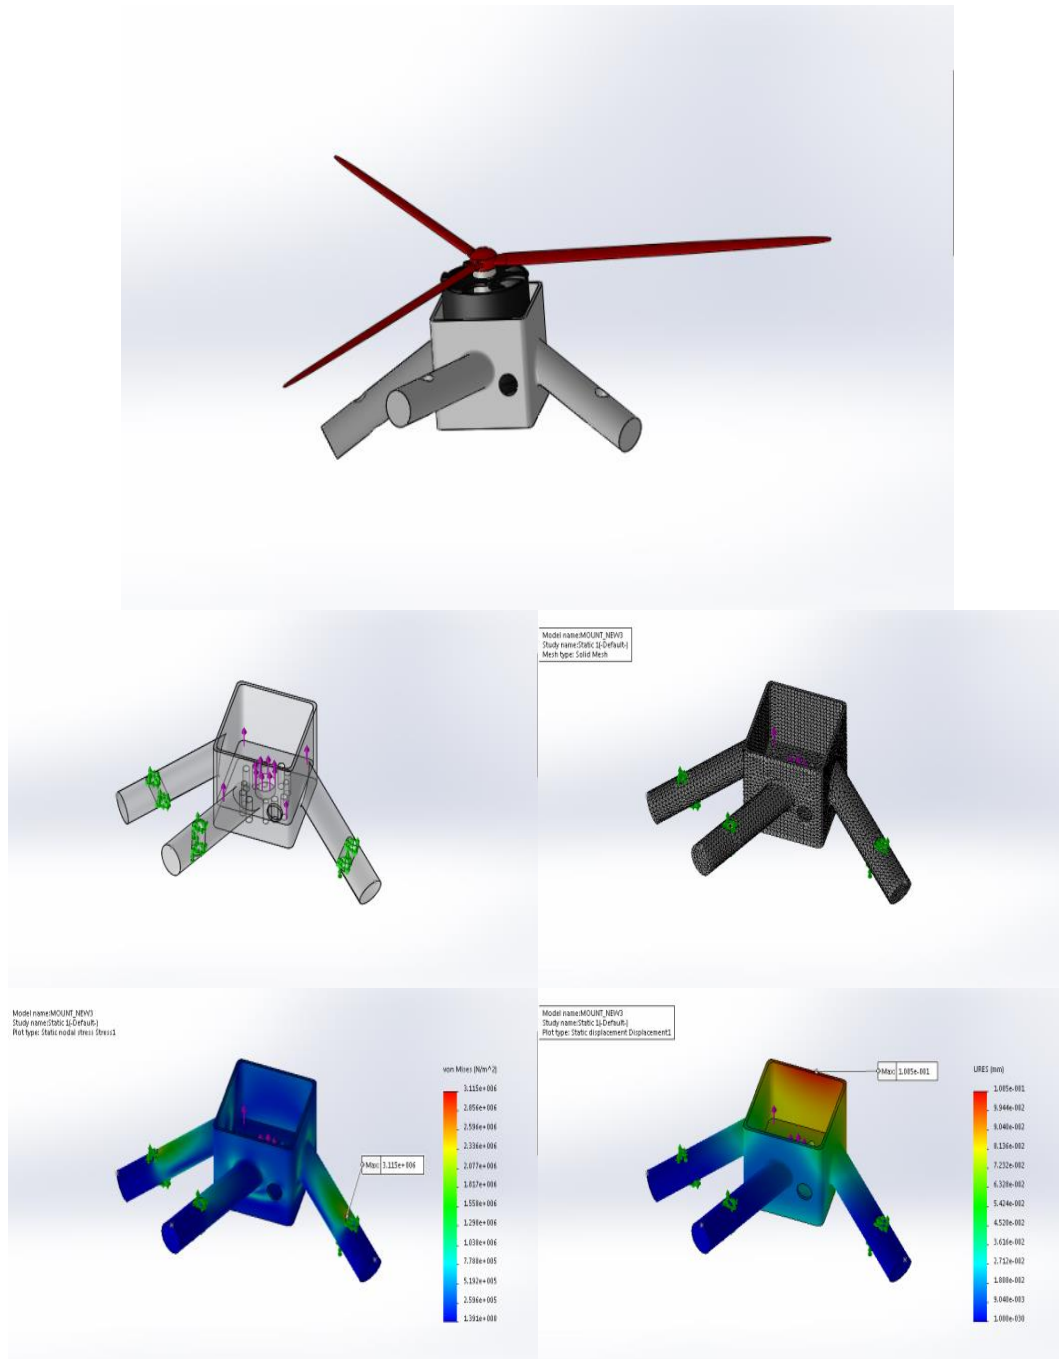 Model name:MOUNT_NEW3
Study name:Static 1(-Default-)
Mesh type: Solid Mesh
Model name:MOUNT_NEW3
Study name:Static 1(-Default-)
Plot type: Static nodal stress Stress1
von Mises (N/m^2)
3.115e+006
2.856e+006
2.596e+006
2.336e+006
2.077e+006
1.817e+006
1.558e+006
1.298e+006
1.038e+006
7.788e+005
5.192e+005
2.596e+005
1.391e+000
Max: 3.115e+006
Model name:MOUNT_NEW3
Study name:Static 1(-Default-)
Plot type: Static displacement Displacement1
Max: 1.085e-001
URES (mm)
1.085e-001
9.944e-002
9.040e-002
8.136e-002
7.232e-002
6.328e-002
5.424e-002
4.520e-002
3.616e-002
2.712e-002
1.808e-002
9.040e-003
1.000e-030